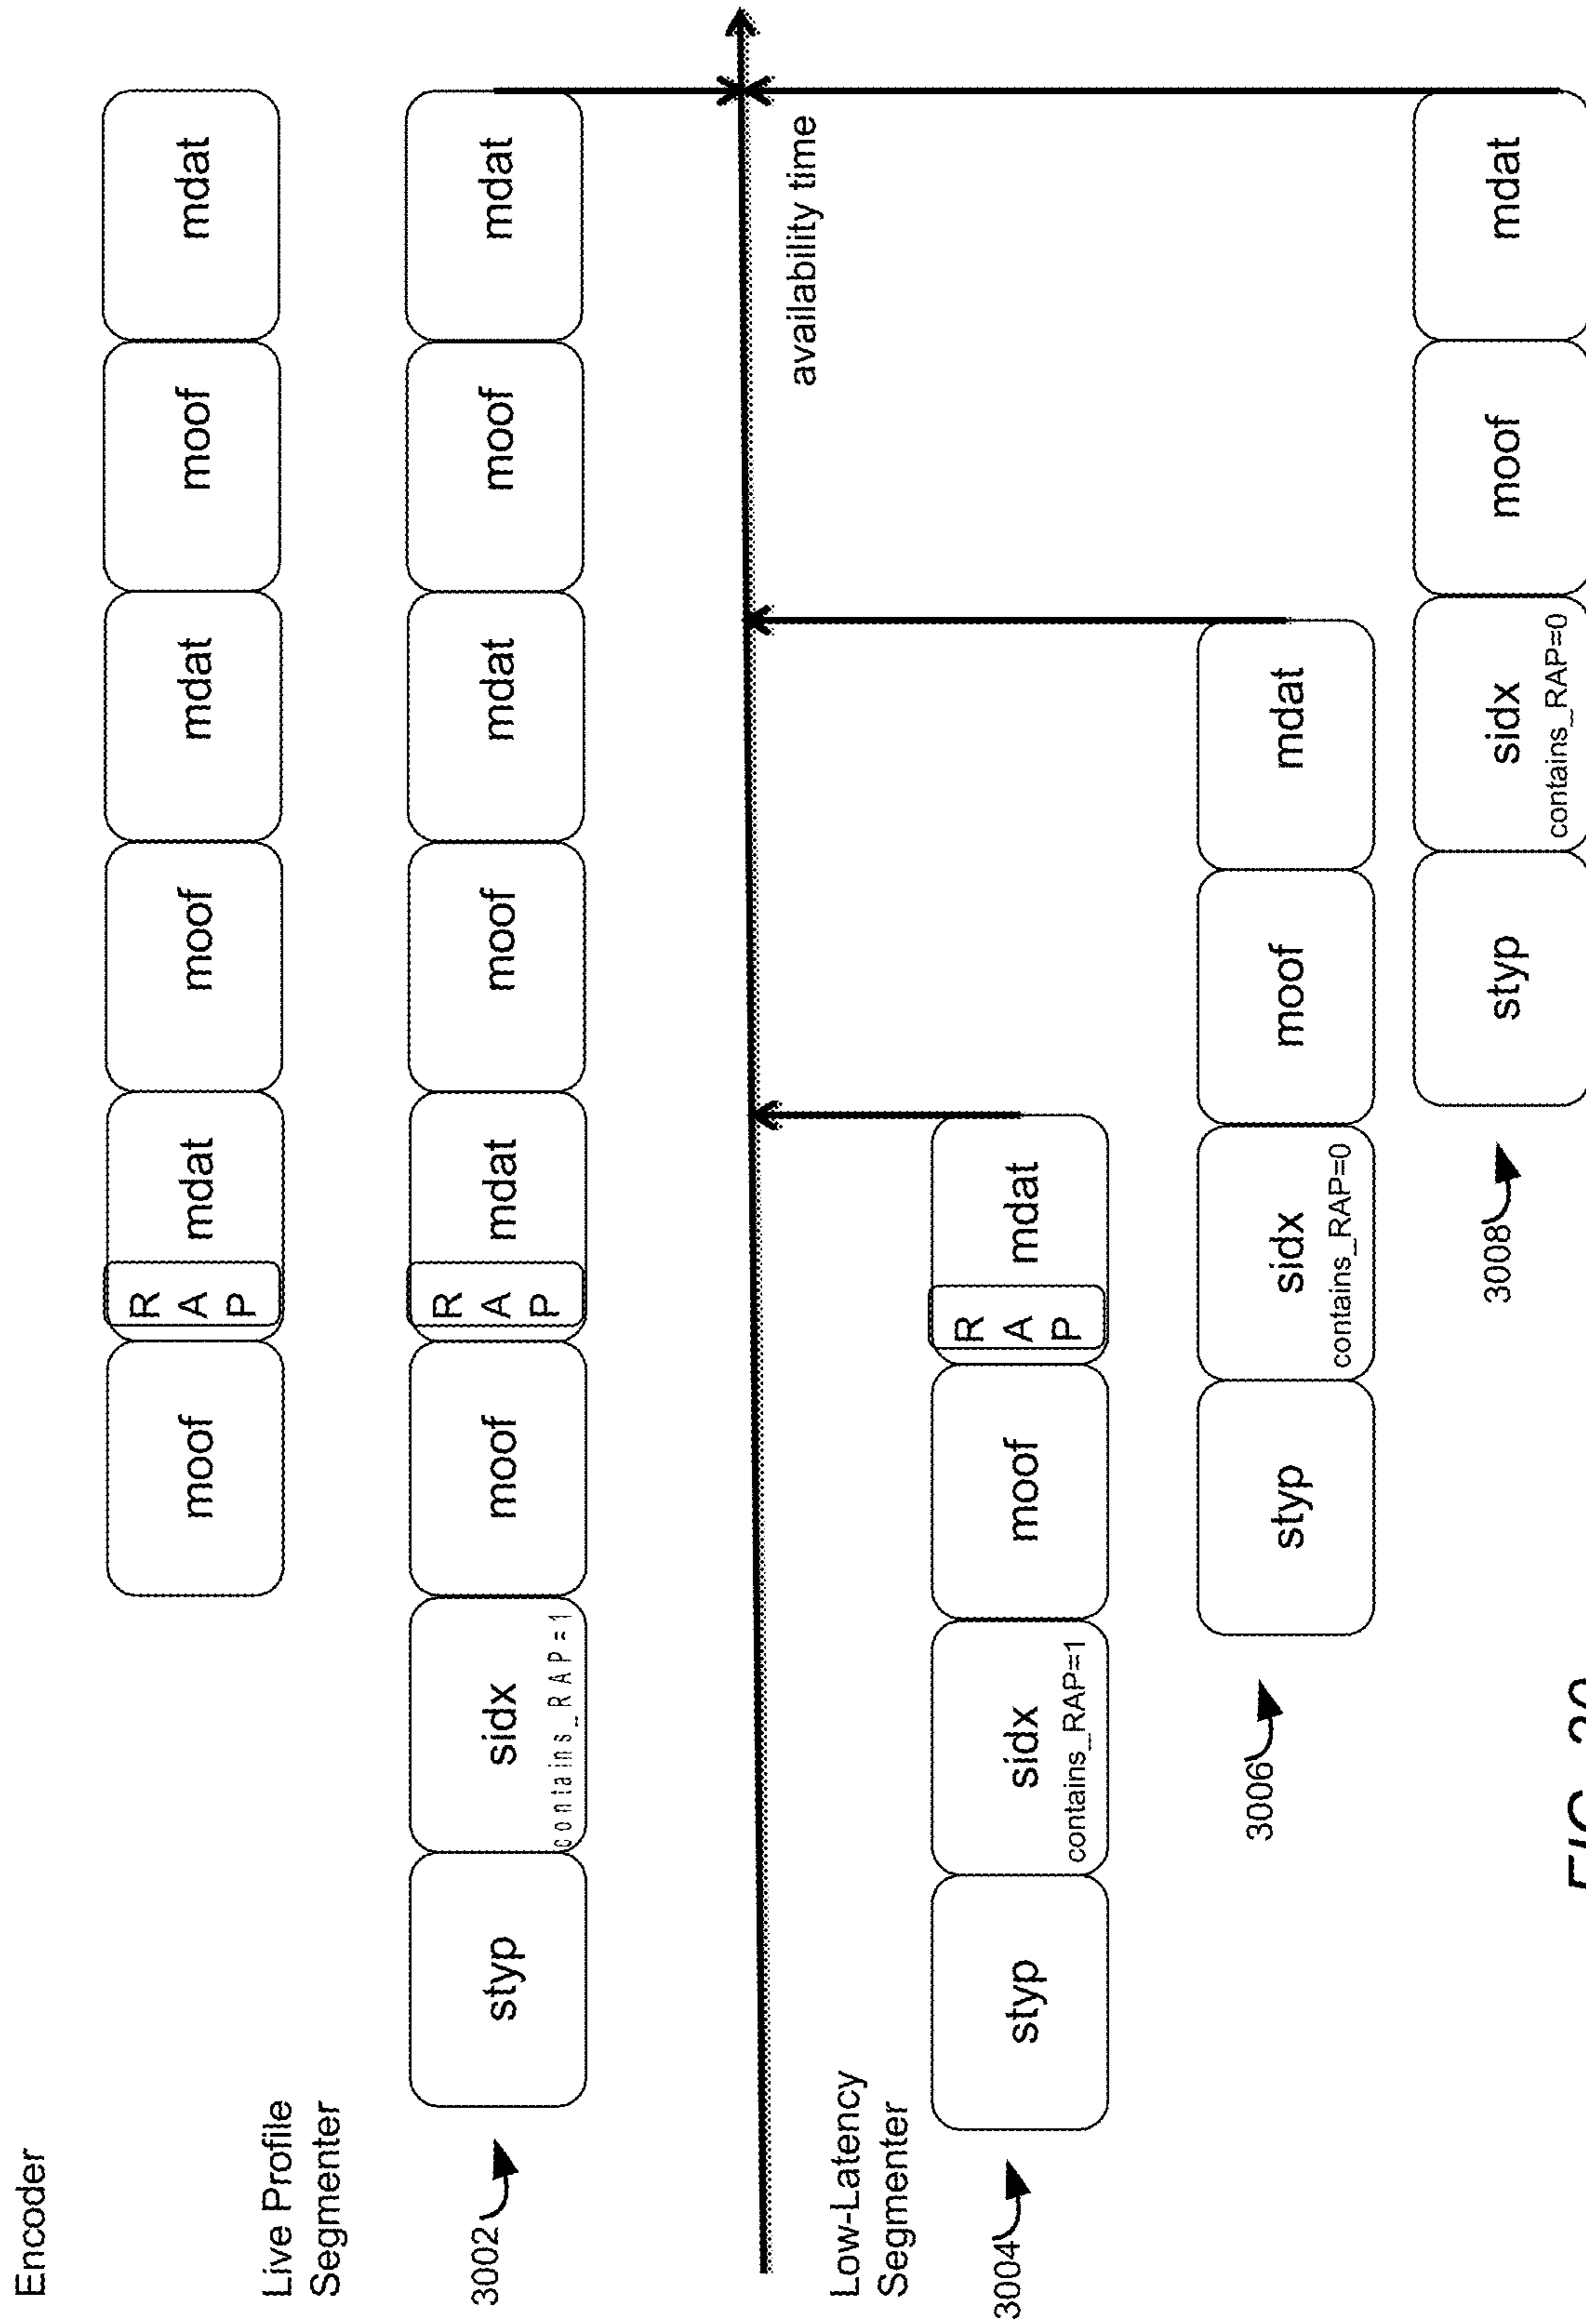 Encoder
moof
R
A
P
mdat
moof
mdat
moof
mdat
Live Profile
Segmenter
3002
styp
sidx
contains_RAP=1
moof
R
A
P
mdat
moof
mdat
moof
mdat
availability time
Low-Latency
Segmenter
3004
styp
sidx
contains_RAP=1
moof
R
A
P
mdat
3006
styp
sidx
contains_RAP=0
moof
mdat
3008
styp
sidx
contains_RAP=0
moof
mdat